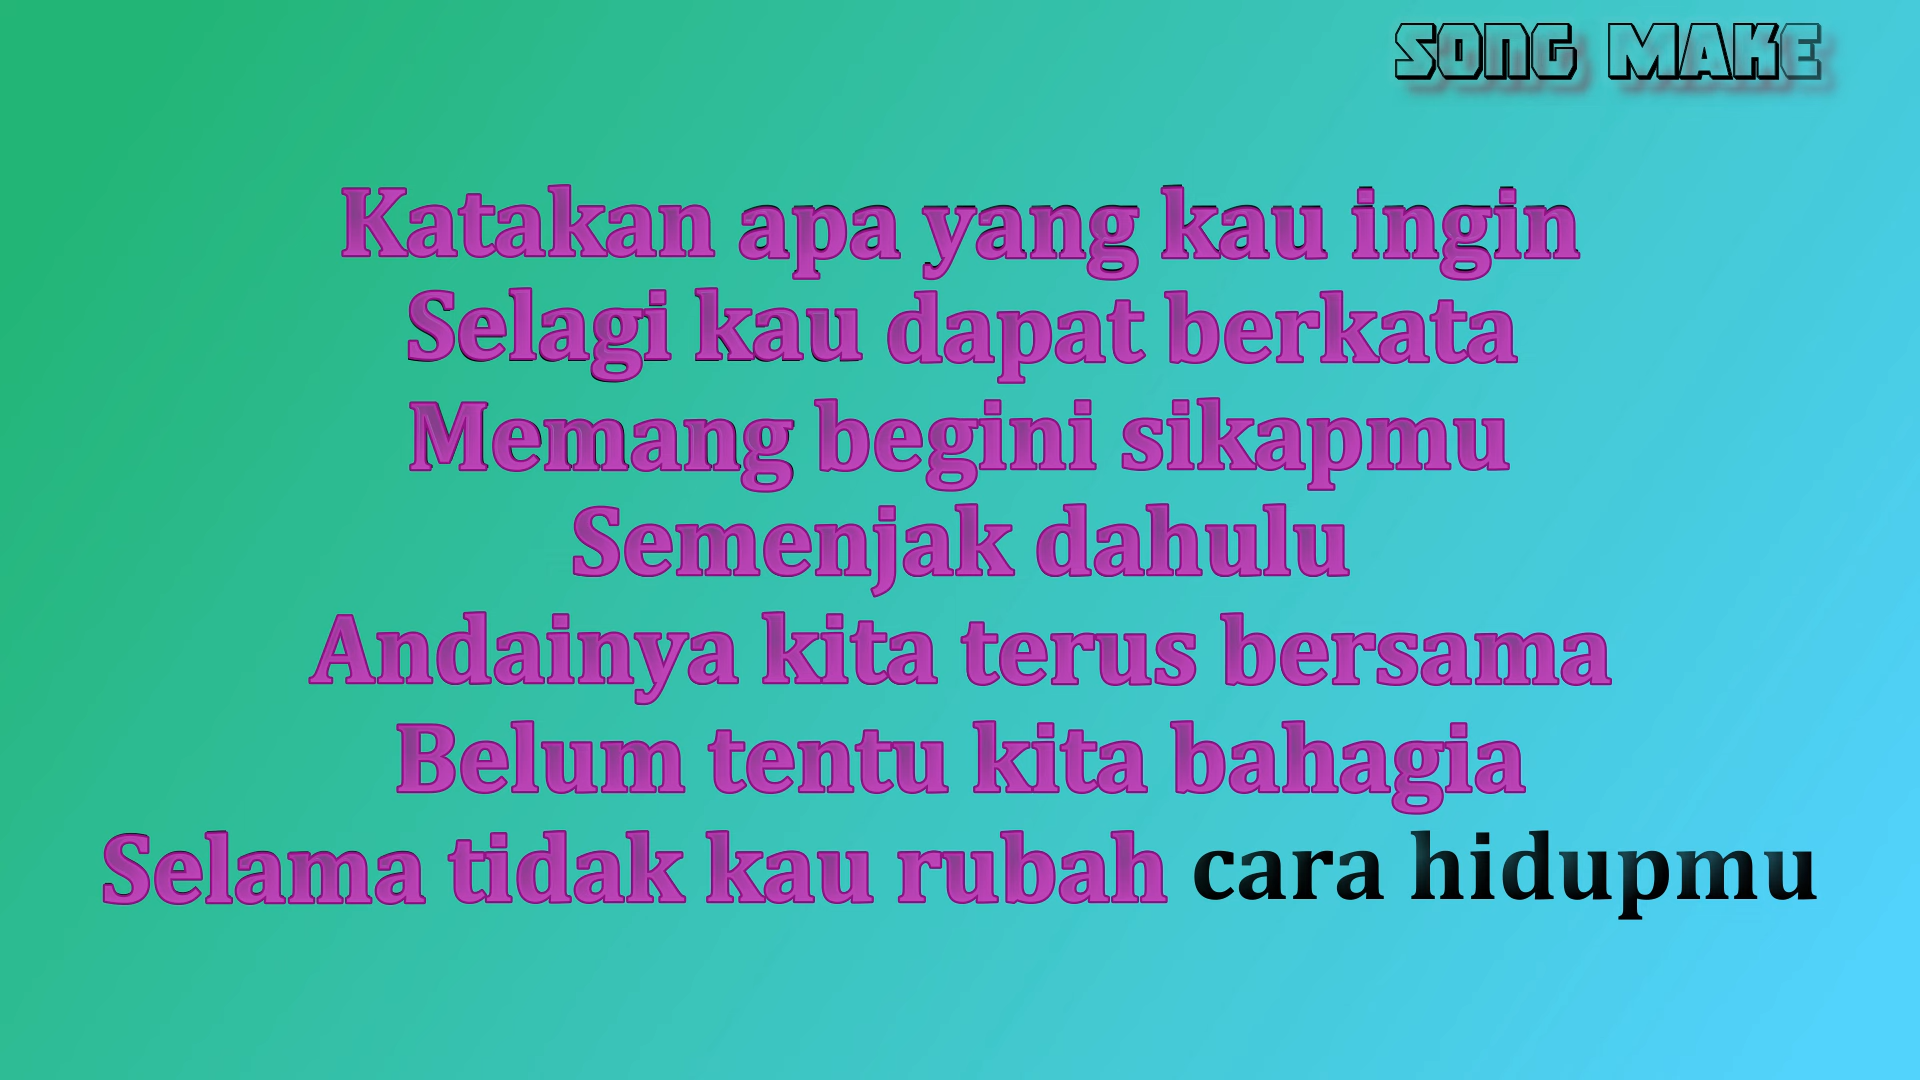 SONG MAKE
Katakan apa yang kau ingin
Selagi kau dapat berkata
Memang begini sikapmu
Semenjak dahulu
Andainya kita terus bersama
Belum tentu kita bahagia
Selama tidak kau rubah cara hidupmu